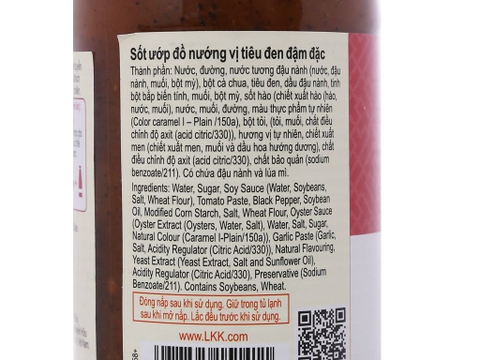 Sốt ướp đồ nướng vị tiêu đen đậm đặc
Thành phần: Nước, đường, nước tương đậu nành (nước, đậu
nành, muối, bột mỳ), bột cà chua, tiêu đen, dầu đậu nành, tinh
bột bắp biến tính, muối, bột mỳ, sốt hào (chiết xuất hào (hào,
nước, muối), nước, muối, đường, màu thực phẩm tự nhiên
(Color caramel I – Plain /150a), bột tỏi, (tỏi, muối, chất điều
chỉnh độ axit (acid citric/330)), hương vị tự nhiên, chiết xuất
men (chiết xuất men, muối và dầu hoa hướng dương), chất
điều chỉnh độ axit (acid citric/330), chất bảo quản (sodium
benzoate/211). Có chứa đậu nành và lúa mì.
Ingredients: Water, Sugar, Soy Sauce (Water, Soybeans,
Salt, Wheat Flour), Tomato Paste, Black Pepper, Soybean
Oil, Modified Corn Starch, Salt, Wheat Flour, Oyster Sauce
(Oyster Extract (Oysters, Water, Salt), Water, Salt, Sugar,
Natural Colour (Caramel I-Plain/150a)), Garlic Paste (Garlic,
Salt, Acidity Regulator (Citric Acid/330)), Natural Flavouring,
Yeast Extract (Yeast Extract, Salt and Sunflower Oil),
Acidity Regulator (Citric Acid/330), Preservative (Sodium
Benzoate/211). Contains Soybeans, Wheat.
Đóng nắp sau khi sử dụng. Giữ trong tủ lạnh
sau khi mở nắp. Lắc đều trước khi sử dụng.
www.LKK.com